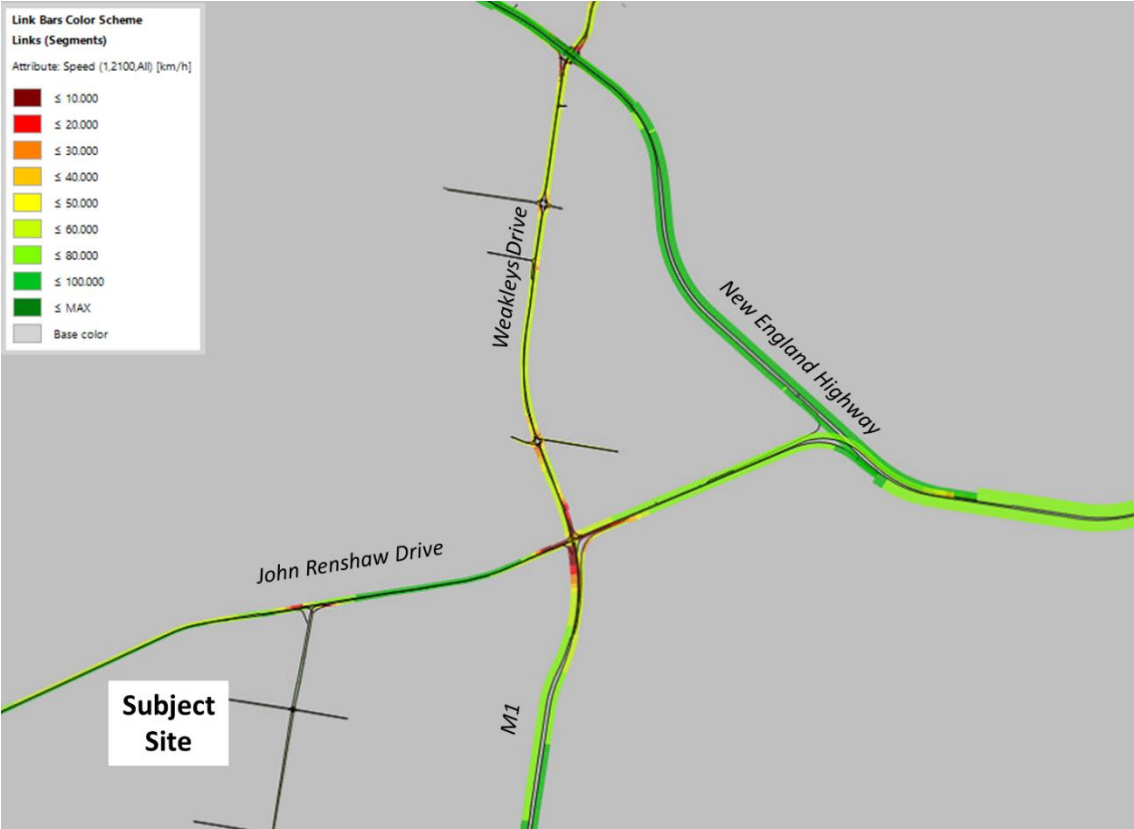 Link Bars Color Scheme
Links (Segments)
Attribute: Speed (1,2100,All) [km/h]
≤ 10.000
≤ 20.000
≤ 30.000
≤ 40.000
≤ 50.000
≤ 60.000
≤ 80.000
≤ 100.000
≤ MAX
Base color
Weakleys Drive
New England Highway
John Renshaw Drive
M1
Subject
Site